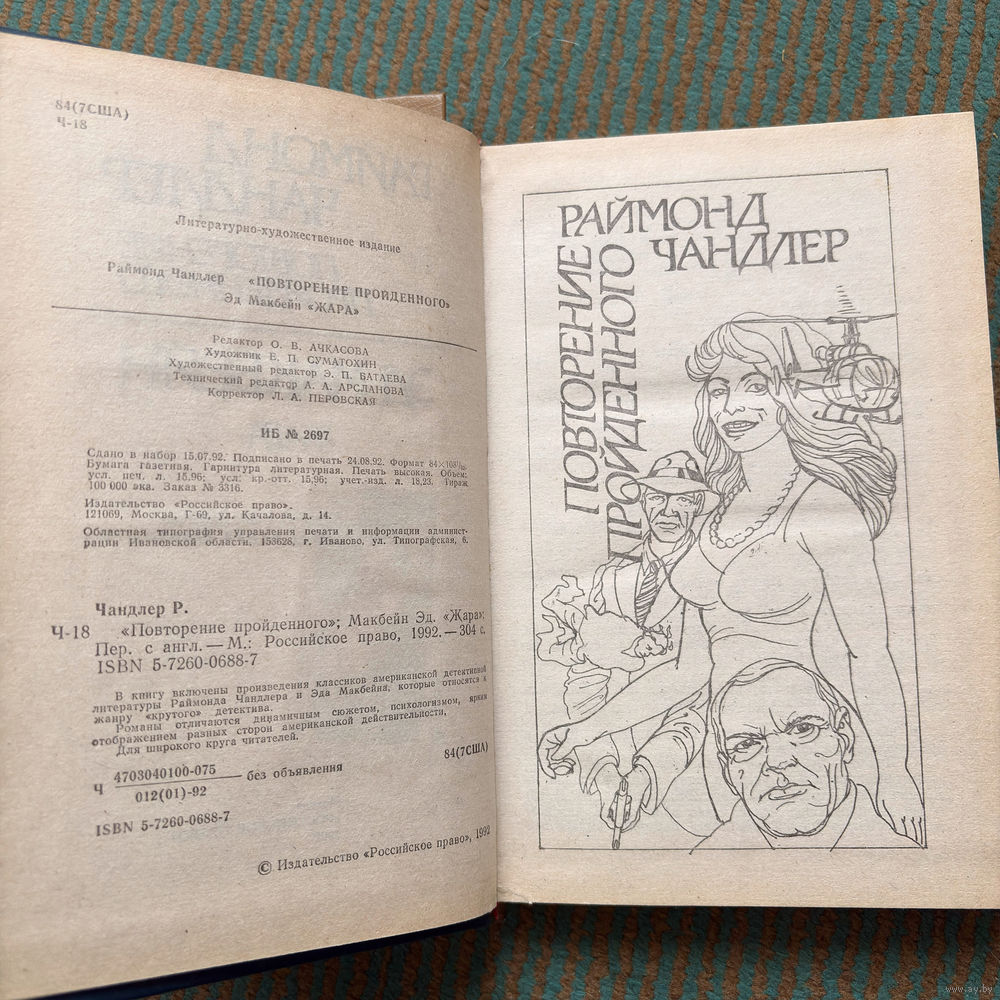 84(7США)
Ч-18
Литературно-художественное издание
Раймонд Чандлер «ПОВТОРЕНИЕ ПРОЙДЕННОГО»
Эд Макбейн «ЖАРА»
Редактор О. В. АЧКАСОВА
Художник В. П. СУМАТОХИН
Художественный редактор Э. П. БАТАЕВА
Технический редактор А. А. АРСЛАНОВА
Корректор Л. А. ПЕРОВСКАЯ
ИБ № 2697
Сдано в набор 15.07.92. Подписано в печать 24.08.92. Формат 84×108¹/₃₂.
Бумага газетная. Гарнитура литературная. Печать высокая. Объем:
усл. печ. л. 15,96; усл. кр.-отт. 15,96; учет.-изд. л. 18,23. Тираж
100 000 экз. Заказ № 3316.
Издательство «Российское право».
121069, Москва, Г-69, ул. Качалова, д. 14.
Областная типография управления печати и информации админист-
рации Ивановской области. 153628, г. Иваново, ул. Типографская, 6.
Чандлер Р.
Ч-18 «Повторение пройденного»; Макбейн Эд. «Жара»:
Пер. с англ. — М.: Российское право, 1992. — 304 с.
ISBN 5-7260-0688-7
В книгу включены произведения классиков американской детективной
литературы Раймонда Чандлера и Эда Макбейна, которые относятся к
жанру «крутого» детектива.
Романы отличаются динамичным сюжетом, психологизмом, ярким
отображением разных сторон американской действительности.
Для широкого круга читателей.
84(7США)
Ч 4703040100-075 без объявления
012(01)-92
ISBN 5-7260-0688-7
© Издательство «Российское право», 1992
РАЙМОНД
ЧАНДЛЕР
ПОВТОРЕНИЕ
ПРОЙДЕННОГО
www.ay.by